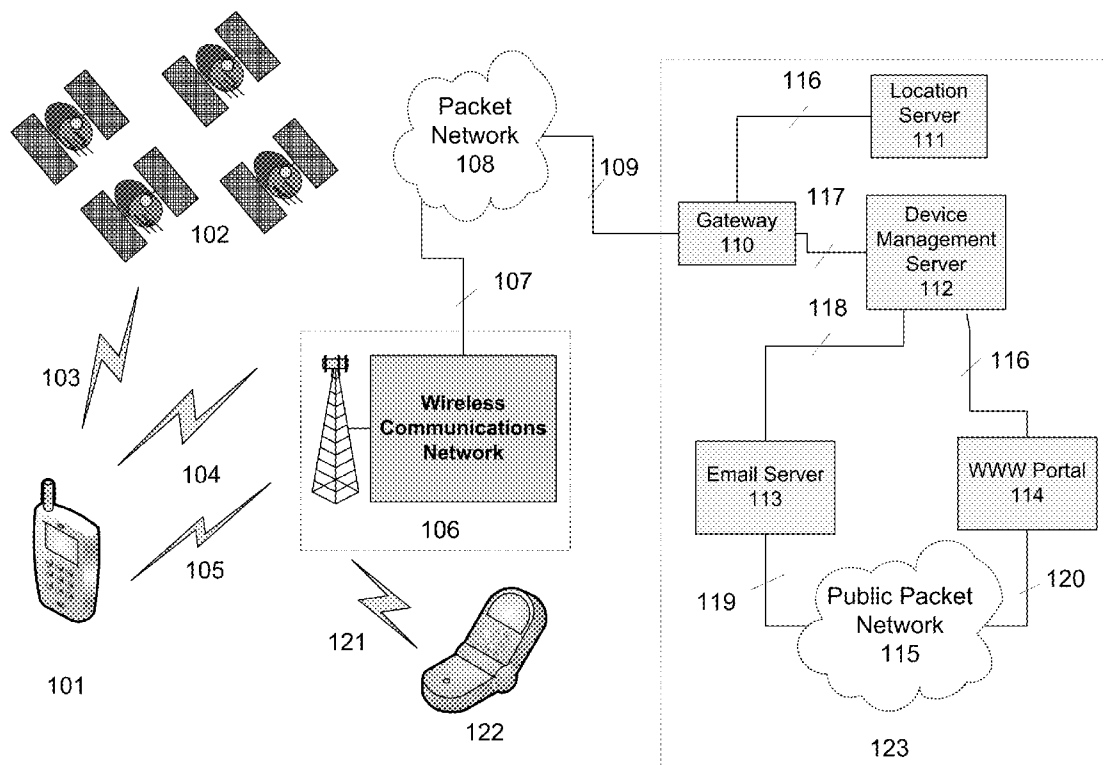 102
103
104
105
101
Packet
Network
108
107
109
Wireless
Communications
Network
106
121
122
116
Location
Server
111
Gateway
110
117
Device
Management
Server
112
118
116
Email Server
113
WWW Portal
114
119
120
Public Packet
Network
115
123